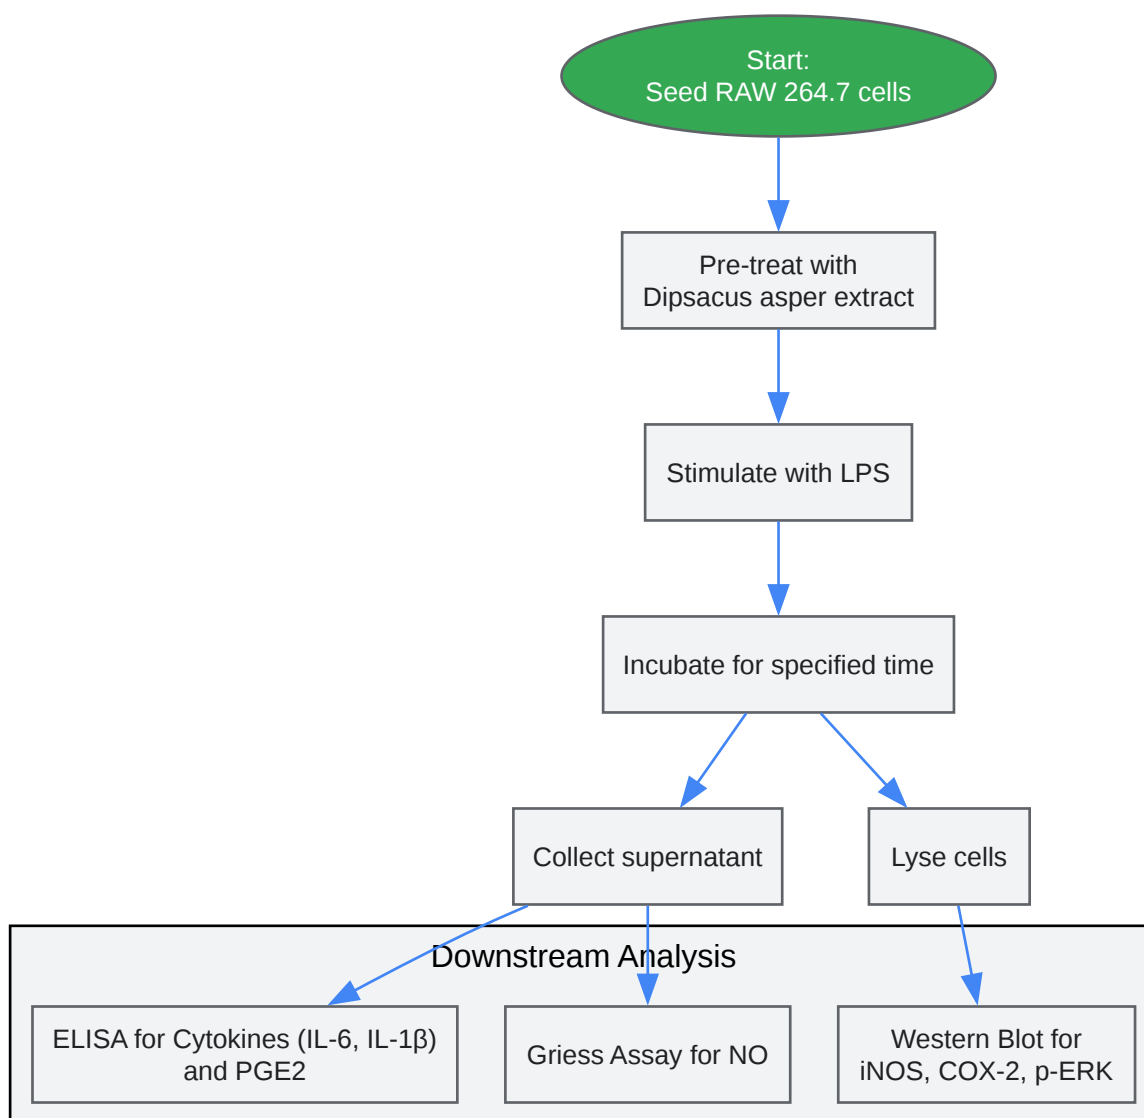 Start:
Seed RAW 264.7 cells
Pre-treat with
Dipsacus asper extract
Stimulate with LPS
Incubate for specified time
Collect supernatant
Lyse cells
Downstream Analysis
ELISA for Cytokines (IL-6, IL-1β)
and PGE2
Griess Assay for NO
Western Blot for
iNOS, COX-2, p-ERK